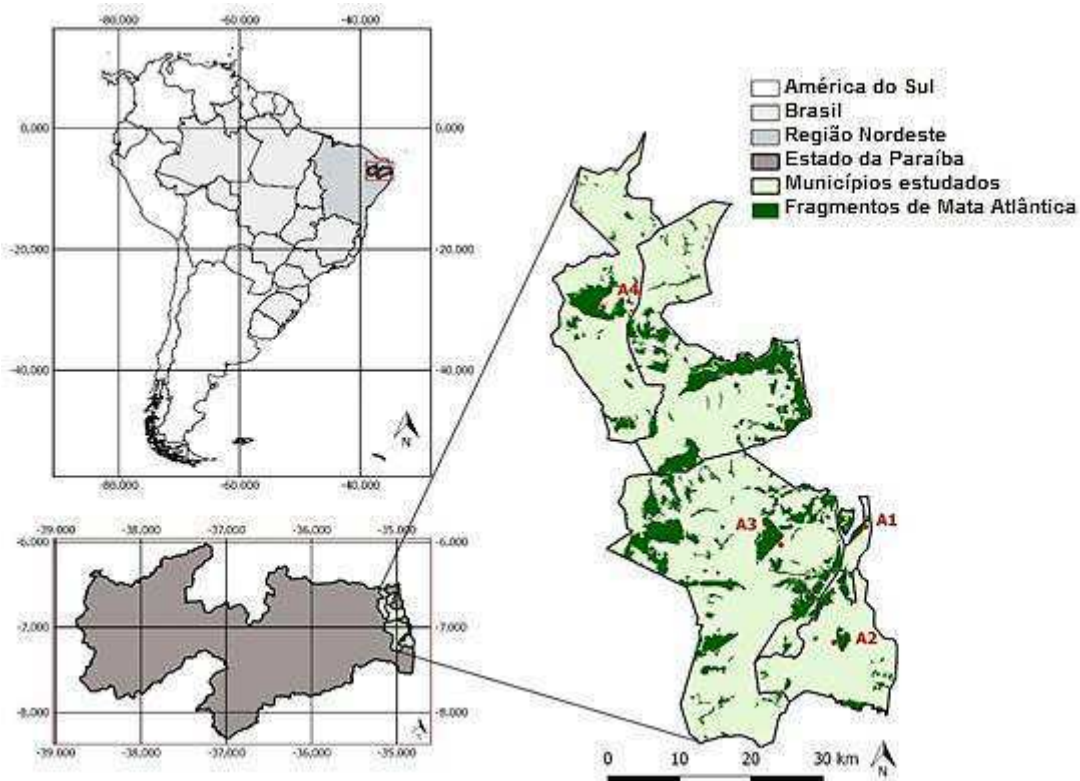 -80.000 -60.000 -40.000
0,000 0,000
-20.000 -20.000
-40.000 -40.000
N
-80.000 -60.000 -40.000
América do Sul
Brasil
Região Nordeste
Estado da Paraíba
Municípios estudados
Fragmentos de Mata Atlântica
A4
A3
A1
A2
-39.000 -38.000 -37.000 -36.000 -35.000
-6.000 -6.000
-7.000 -7.000
-8.000 -8.000
N
-39.000 -38.000 -37.000 -36.000 -35.000
0 10 20 30 km
N